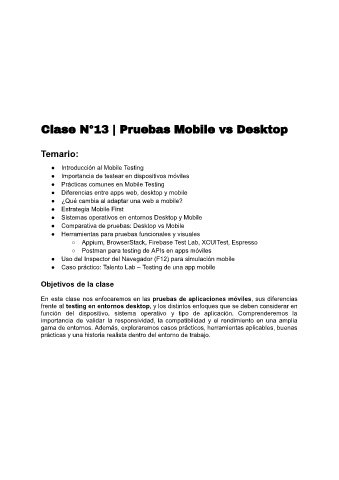 Clase N°13 | Pruebas Mobile vs Desktop
Temario:
● Introducción al Mobile Testing
● Importancia de testear en dispositivos móviles
● Prácticas comunes en Mobile Testing
● Diferencias entre apps web, desktop y mobile
● ¿Qué cambia al adaptar una web a mobile?
● Estrategia Mobile First
● Sistemas operativos en entornos Desktop y Mobile
● Comparativa de pruebas: Desktop vs Mobile
● Herramientas para pruebas funcionales y visuales
○ Appium, BrowserStack, Firebase Test Lab, XCUITest, Espresso
○ Postman para testing de APIs en apps móviles
● Uso del Inspector del Navegador (F12) para simulación mobile
● Caso práctico: Talento Lab – Testing de una app mobile
Objetivos de la clase
En esta clase nos enfocaremos en las pruebas de aplicaciones móviles, sus diferencias
frente al testing en entornos desktop, y los distintos enfoques que se deben considerar en
función del dispositivo, sistema operativo y tipo de aplicación. Comprenderemos la
importancia de validar la responsividad, la compatibilidad y el rendimiento en una amplia
gama de entornos. Además, exploraremos casos prácticos, herramientas aplicables, buenas
prácticas y una historia realista dentro del entorno de trabajo.